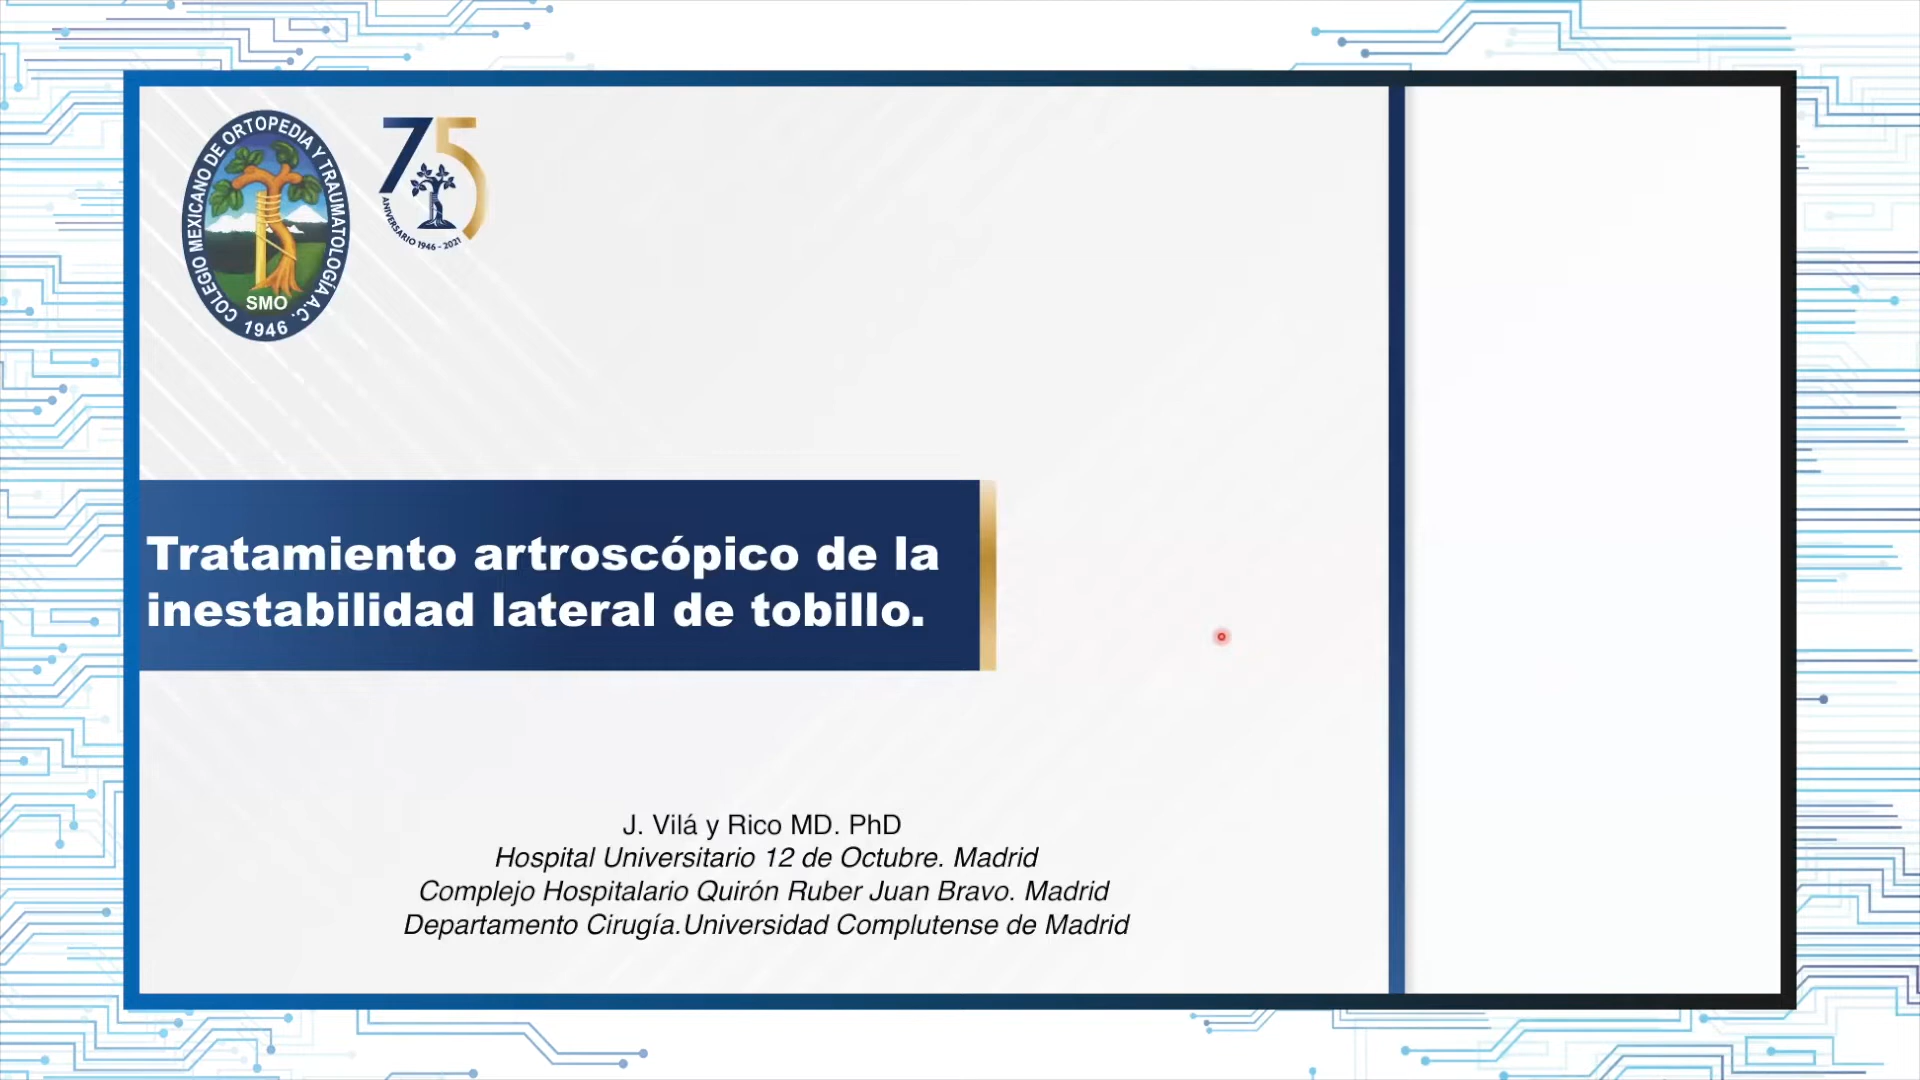 COLEGIO MEXICANO DE ORTOPEDIA Y TRAUMATOLOGÍA A.C.
SMO
1946
75
ANIVERSARIO 1946 - 2021
Tratamiento artroscópico de la
inestabilidad lateral de tobillo.
J. Vilá y Rico MD. PhD
Hospital Universitario 12 de Octubre. Madrid
Complejo Hospitalario Quirón Ruber Juan Bravo. Madrid
Departamento Cirugía.Universidad Complutense de Madrid